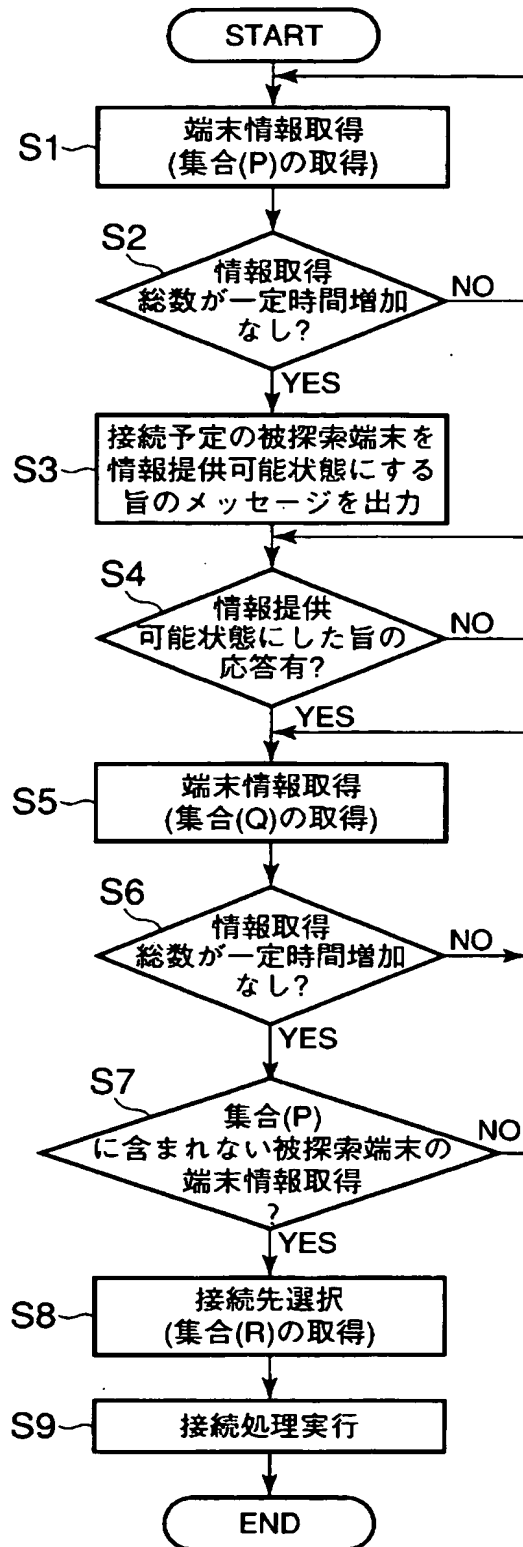 START
S1
端末情報取得
(集合(P)の取得)
S2
情報取得
総数が一定時間増加
なし?
NO
YES
S3
接続予定の被探索端末を
情報提供可能状態にする
旨のメッセージを出力
S4
情報提供
可能状態にした旨の
応答有?
NO
YES
S5
端末情報取得
(集合(Q)の取得)
S6
情報取得
総数が一定時間増加
なし?
NO
YES
S7
集合(P)
に含まれない被探索端末の
端末情報取得
?
NO
YES
S8
接続先選択
(集合(R)の取得)
S9
接続処理実行
END